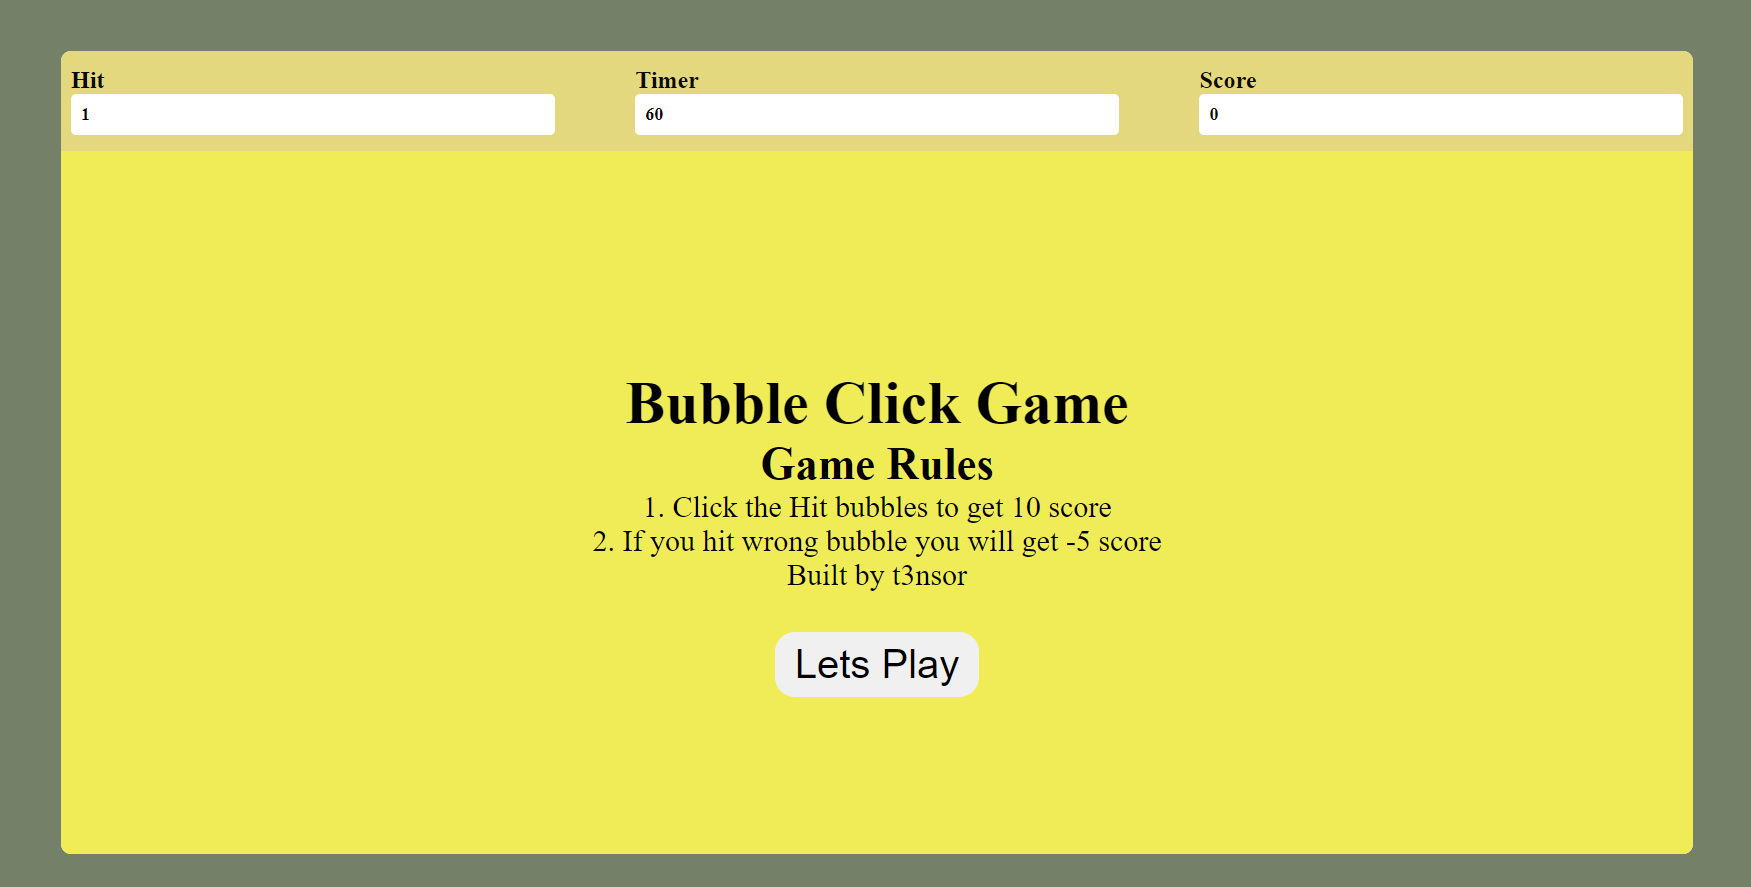 Hit
Timer
Score
1
60
0
Bubble Click Game
Game Rules
1. Click the Hit bubbles to get 10 score
2. If you hit wrong bubble you will get -5 score
Built by t3nsor
Lets Play